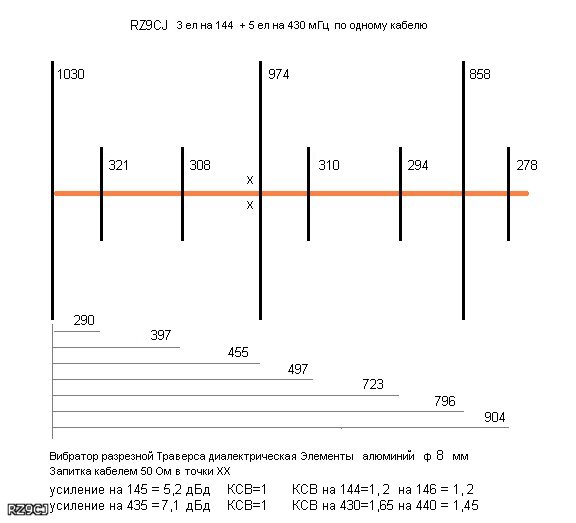 RZ9CJ 3 ел на 144 + 5 ел на 430 мГц по одному кабелю
1030
974
858
321
308
310
294
278
x
x
290
397
455
497
723
796
904
Вибратор разрезной Траверса диалектрическая Элементы алюминий ф 8 мм
Запитка кабелем 50 Ом в точки ХХ
усиление на 145 = 5,2 дБд КСВ=1 КСВ на 144=1,2 на 146 = 1,2
усиление на 435 =7,1 дБд КСВ=1 КСВ на 430=1,65 на 440 = 1,45
RZ9CJ